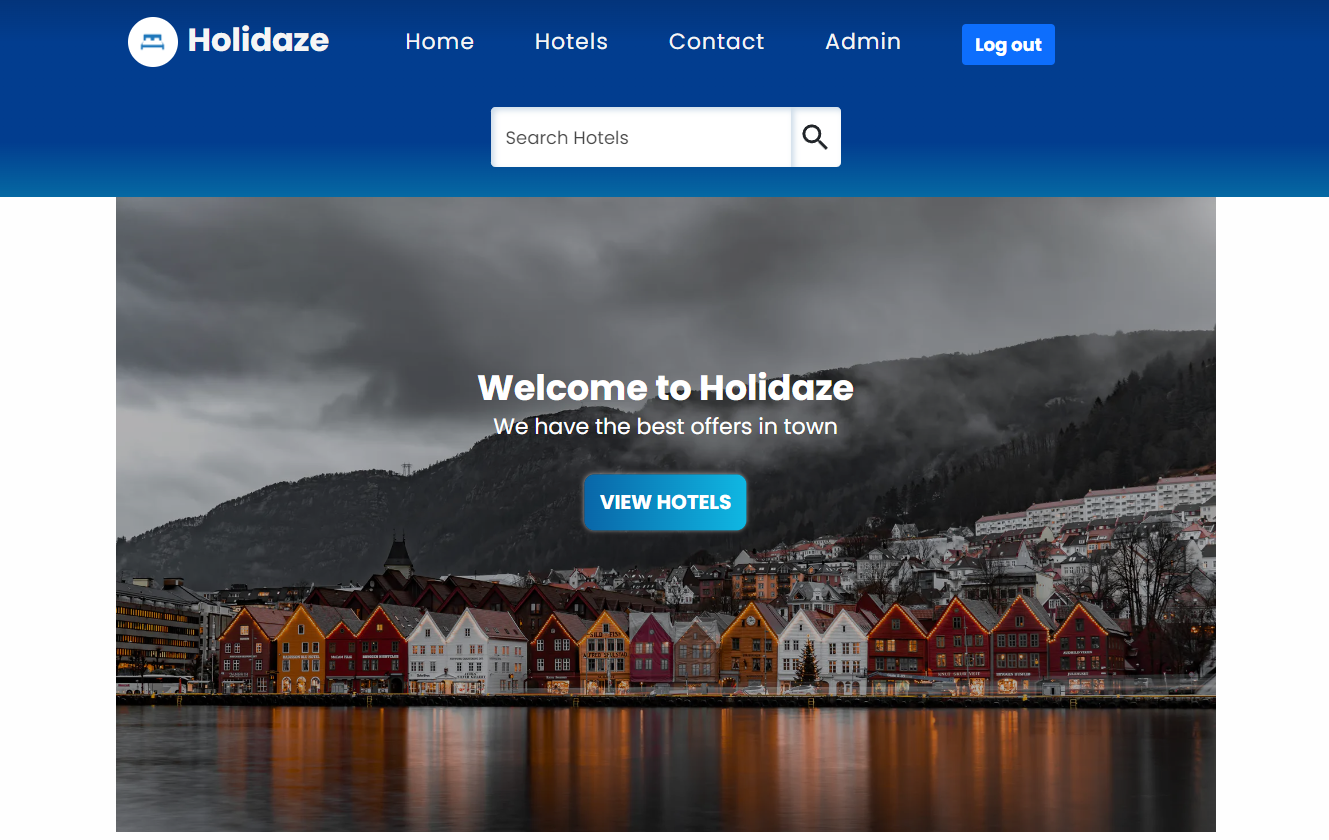 Holidaze
Home
Hotels
Contact
Admin
Log out
Search Hotels
Welcome to Holidaze
We have the best offers in town
VIEW HOTELS